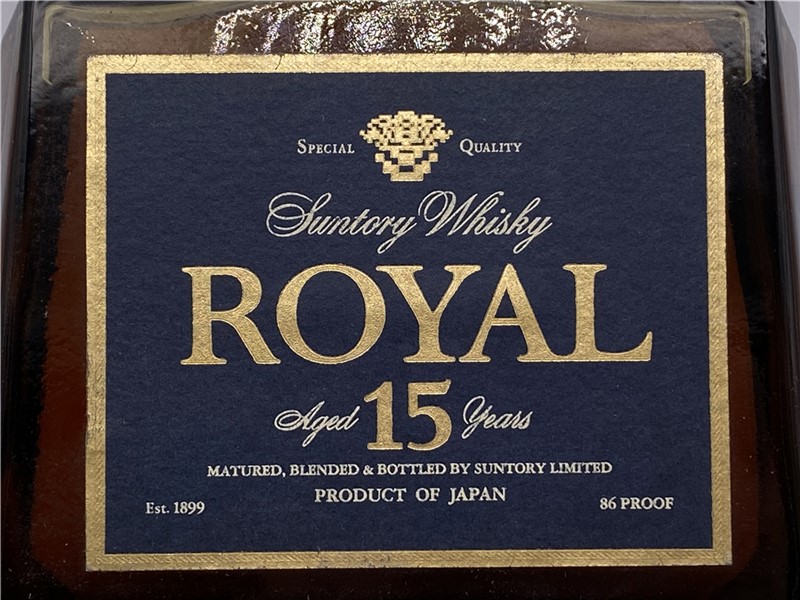 SPECIAL QUALITY
Suntory Whisky
ROYAL
Aged 15 Years
MATURED, BLENDED & BOTTLED BY SUNTORY LIMITED
PRODUCT OF JAPAN
Est. 1899 86 PROOF